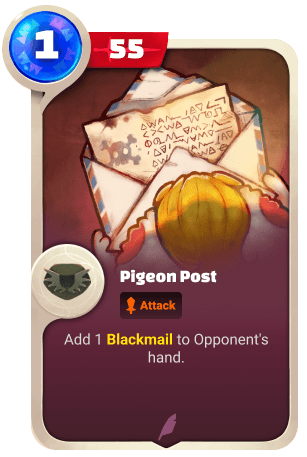 1
55
Pigeon Post
Attack
Add 1 Blackmail to Opponent's
hand.